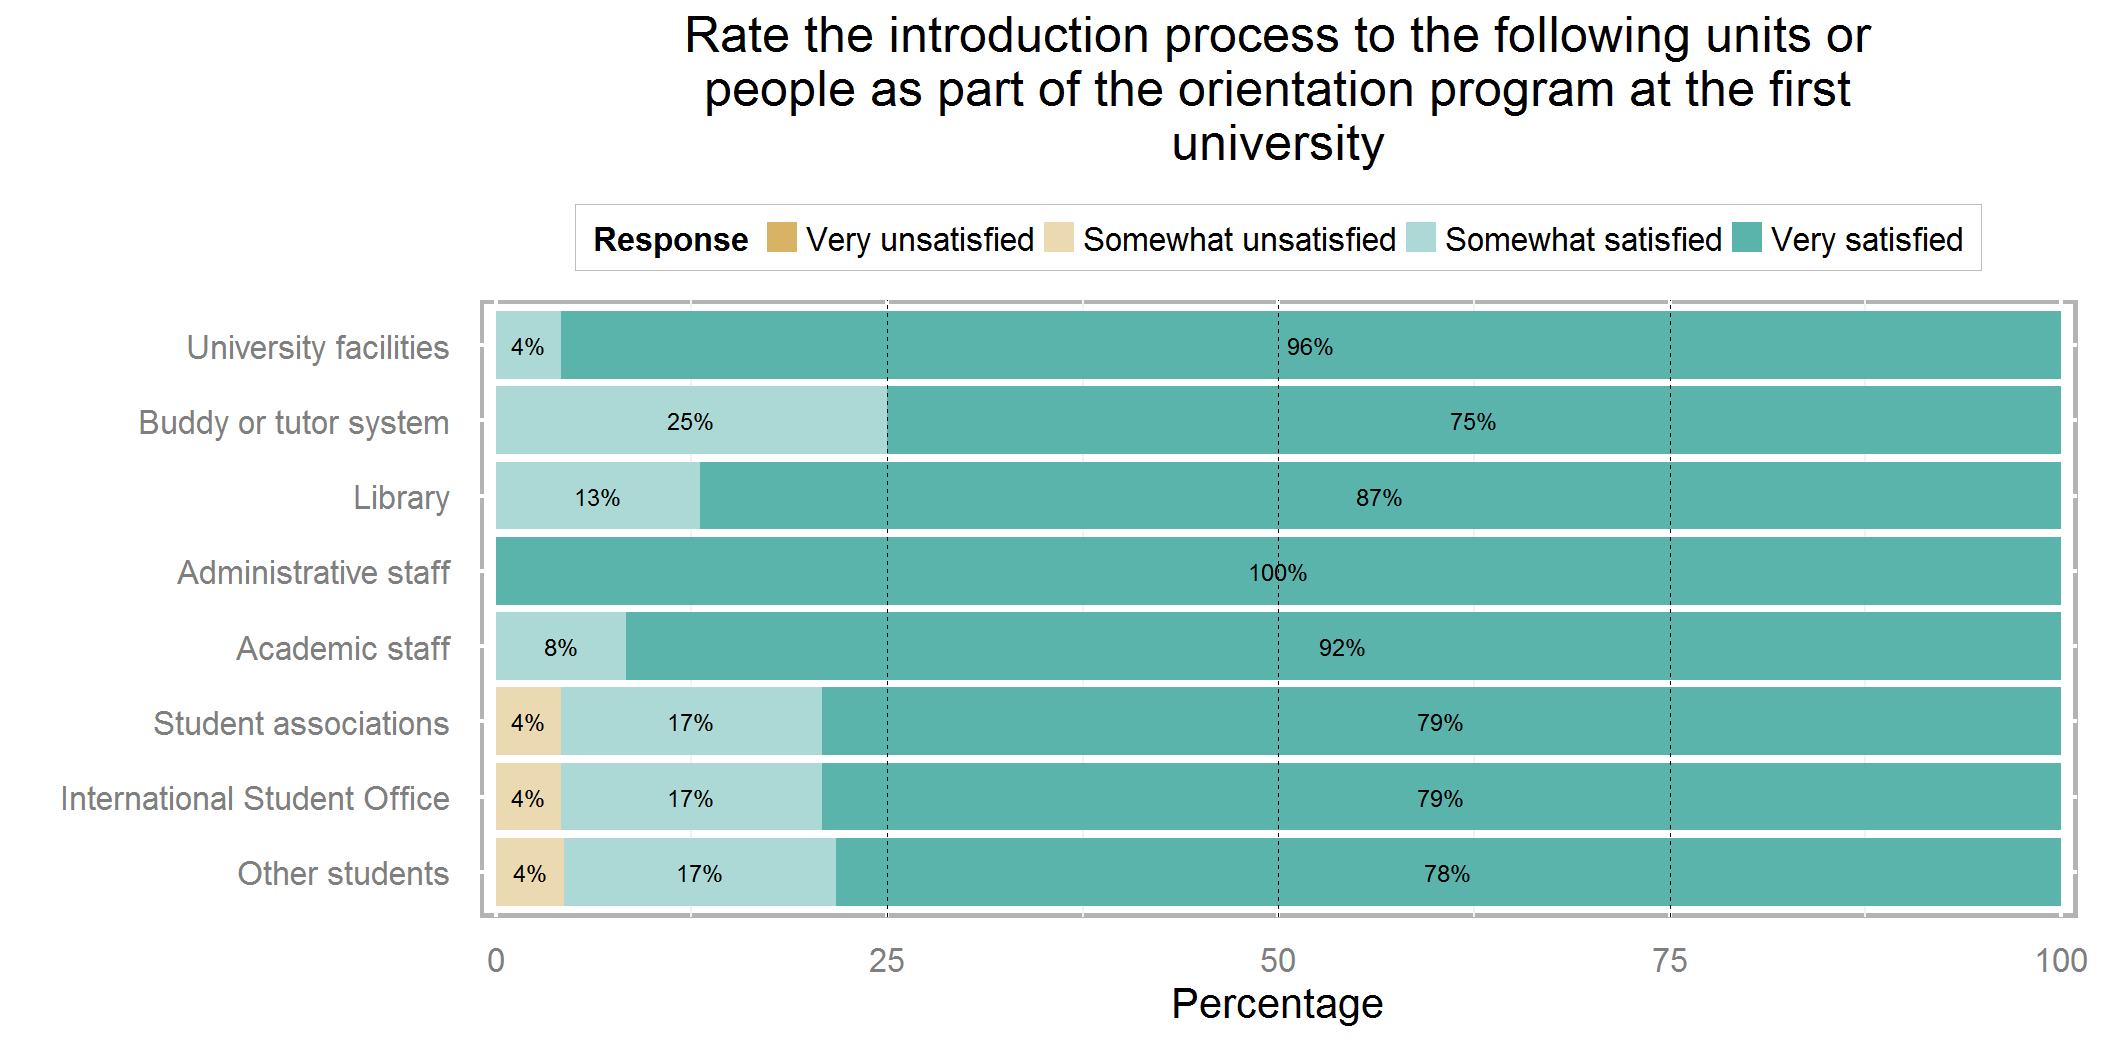 Rate the introduction process to the following units or
people as part of the orientation program at the first
university
Response Very unsatisfied Somewhat unsatisfied Somewhat satisfied Very satisfied
University facilities 4% 96%
Buddy or tutor system 25% 75%
Library 13% 87%
Administrative staff 100%
Academic staff 8% 92%
Student associations 4% 17% 79%
International Student Office 4% 17% 79%
Other students 4% 17% 78%
0 25 50 75 100
Percentage